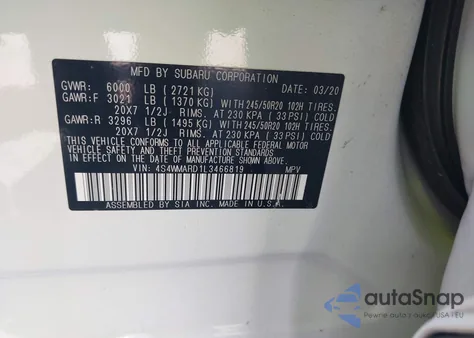 MFD. BY SUBARU CORPORATION DATE: 03/20
GVWR: 6000 LB (2721 KG)
GAWR:F 3021 LB (1370 KG) WITH 245/50R20 102H TIRES.
20X7 1/2J RIMS. AT 230 KPA (33 PSI) COLD.
GAWR:R 3296 LB (1495 KG) WITH 245/50R20 102H TIRES.
20X7 1/2J RIMS. AT 230 KPA (33 PSI) COLD.
THIS VEHICLE CONFORMS TO ALL APPLICABLE FEDERAL MOTOR
VEHICLE SAFETY AND THEFT PREVENTION STANDARDS IN EFFECT
ON THE DATE OF MANUFACTURE SHOWN ABOVE.
VIN: 4S4WMARD1L3466819 MPV
ASSEMBLED BY SIA INC. MADE IN U.S.A.
autoSnap
Pewne auto z USA i EU